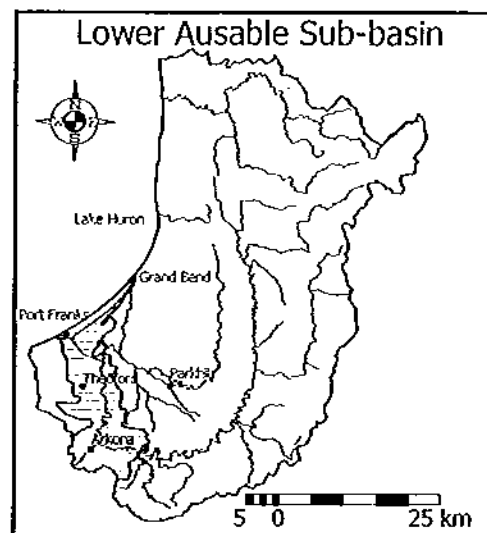 Lower Ausable Sub-basin
N
W
S
Lake Huron
Grand Bend
Port Franks
Parkhill
Thedford
Arkona
5 0 25 km